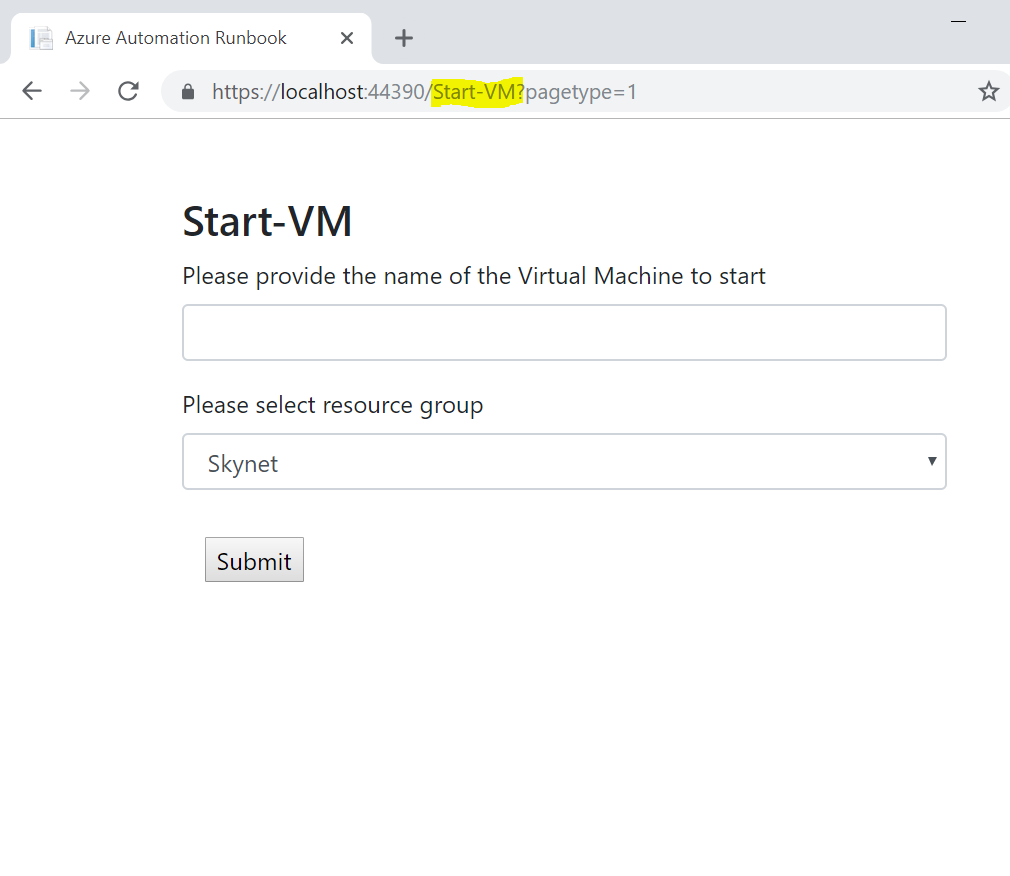 Azure Automation Runbook
https://localhost:44390/Start-VM?pagetype=1
Start-VM
Please provide the name of the Virtual Machine to start
Please select resource group
Skynet
Submit